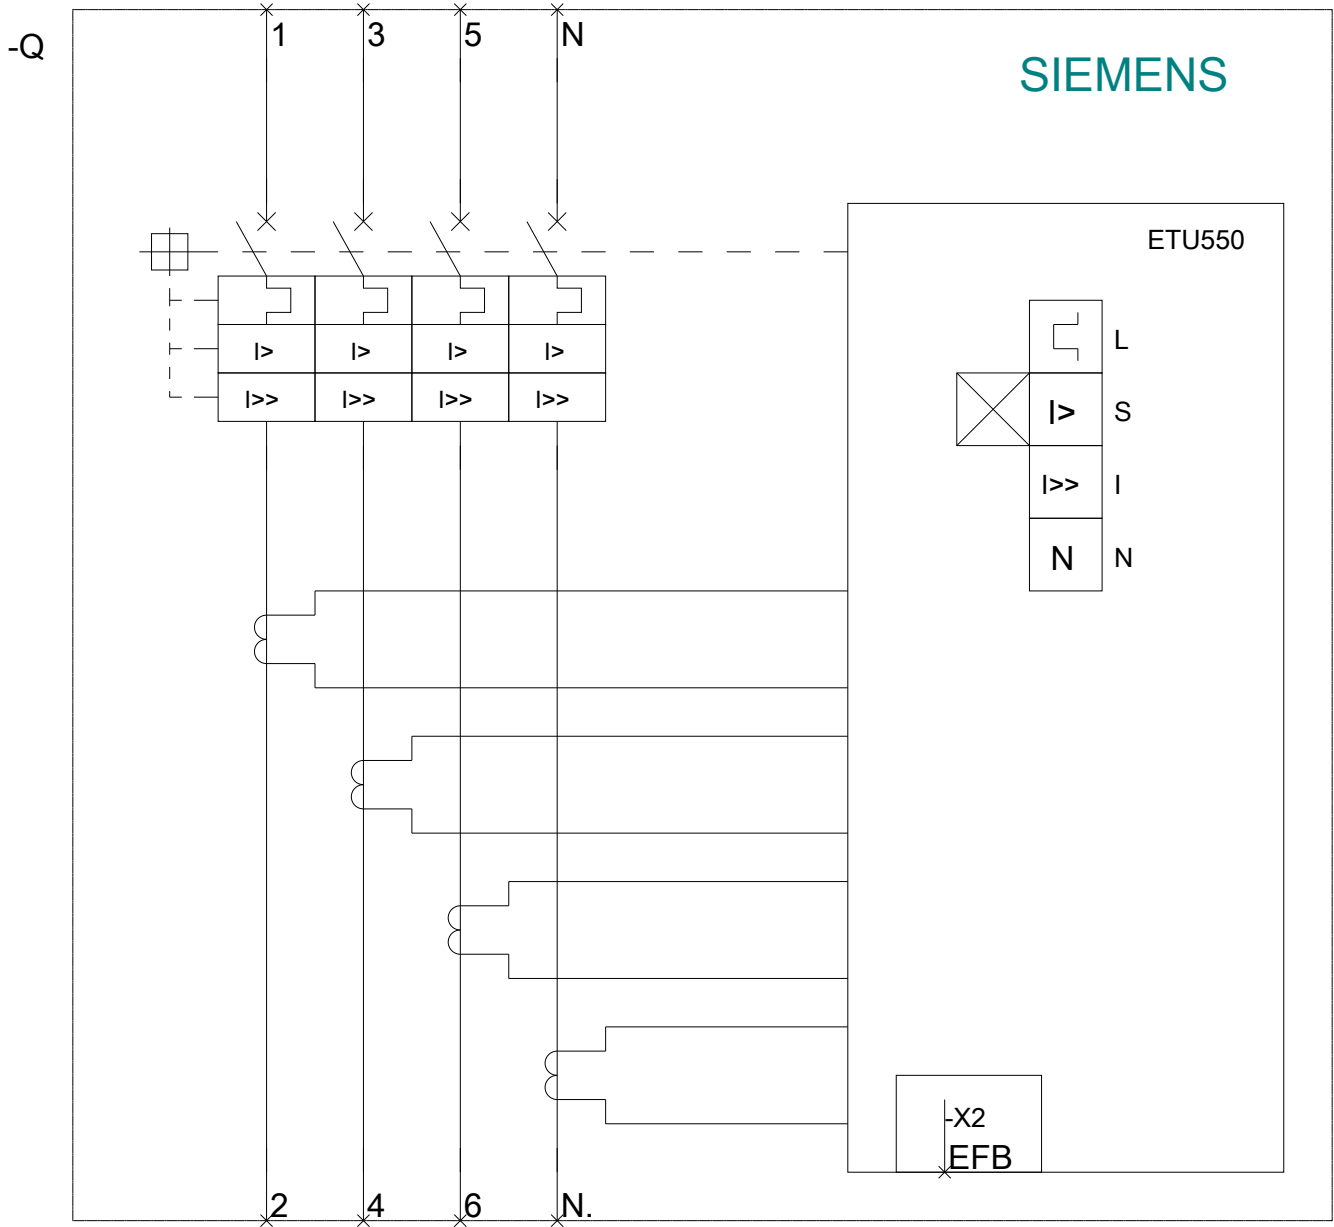 1 3 5 N
-Q
SIEMENS
ETU550
L
I> I> I> I>
I>> I>> I>> I>>
I> S
I>> I
N N
-X2
EFB
2 4 6 N.